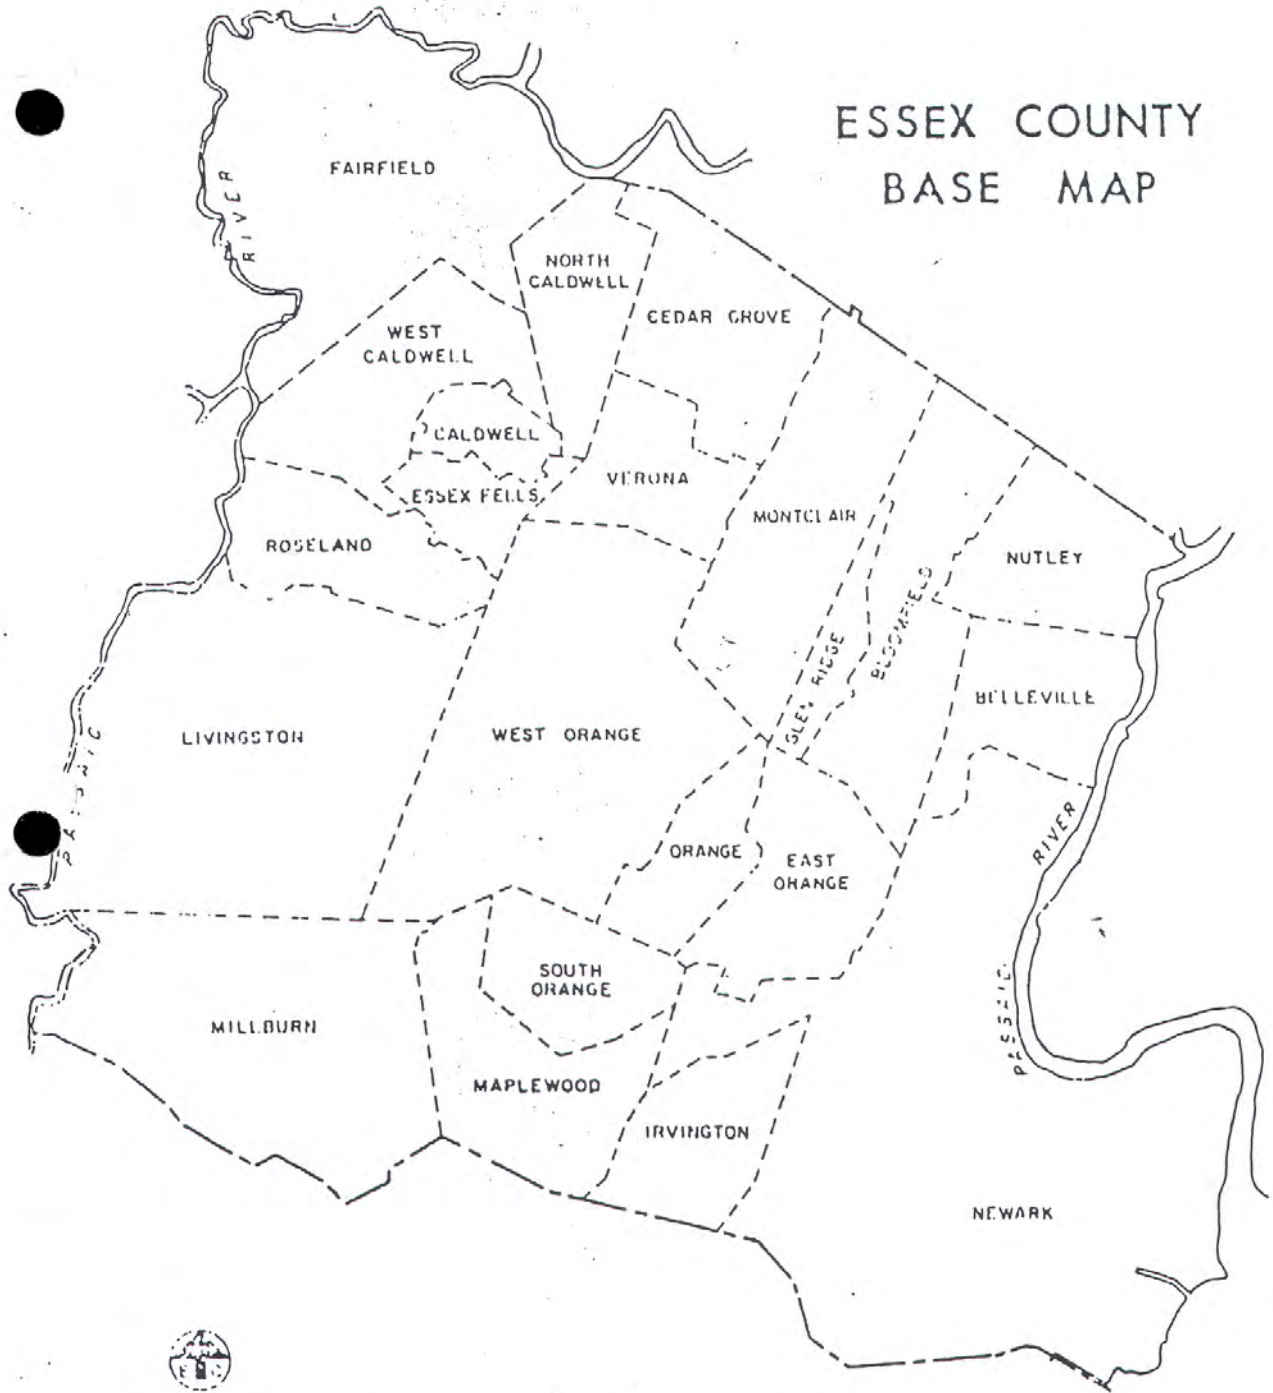 ESSEX COUNTY
BASE MAP
FAIRFIELD
RIVER
NORTH
CALDWELL
CEDAR GROVE
WEST
CALDWELL
CALDWELL
ESSEX FELLS
VERONA
MONTCLAIR
ROSELAND
NUTLEY
BLOOMFIELD
GLEN RIDGE
BELLEVILLE
LIVINGSTON
WEST ORANGE
PASSAIC
RIVER
ORANGE
EAST
ORANGE
SOUTH
ORANGE
PASSAIC
MILLBURN
MAPLEWOOD
IRVINGTON
NEWARK
E C